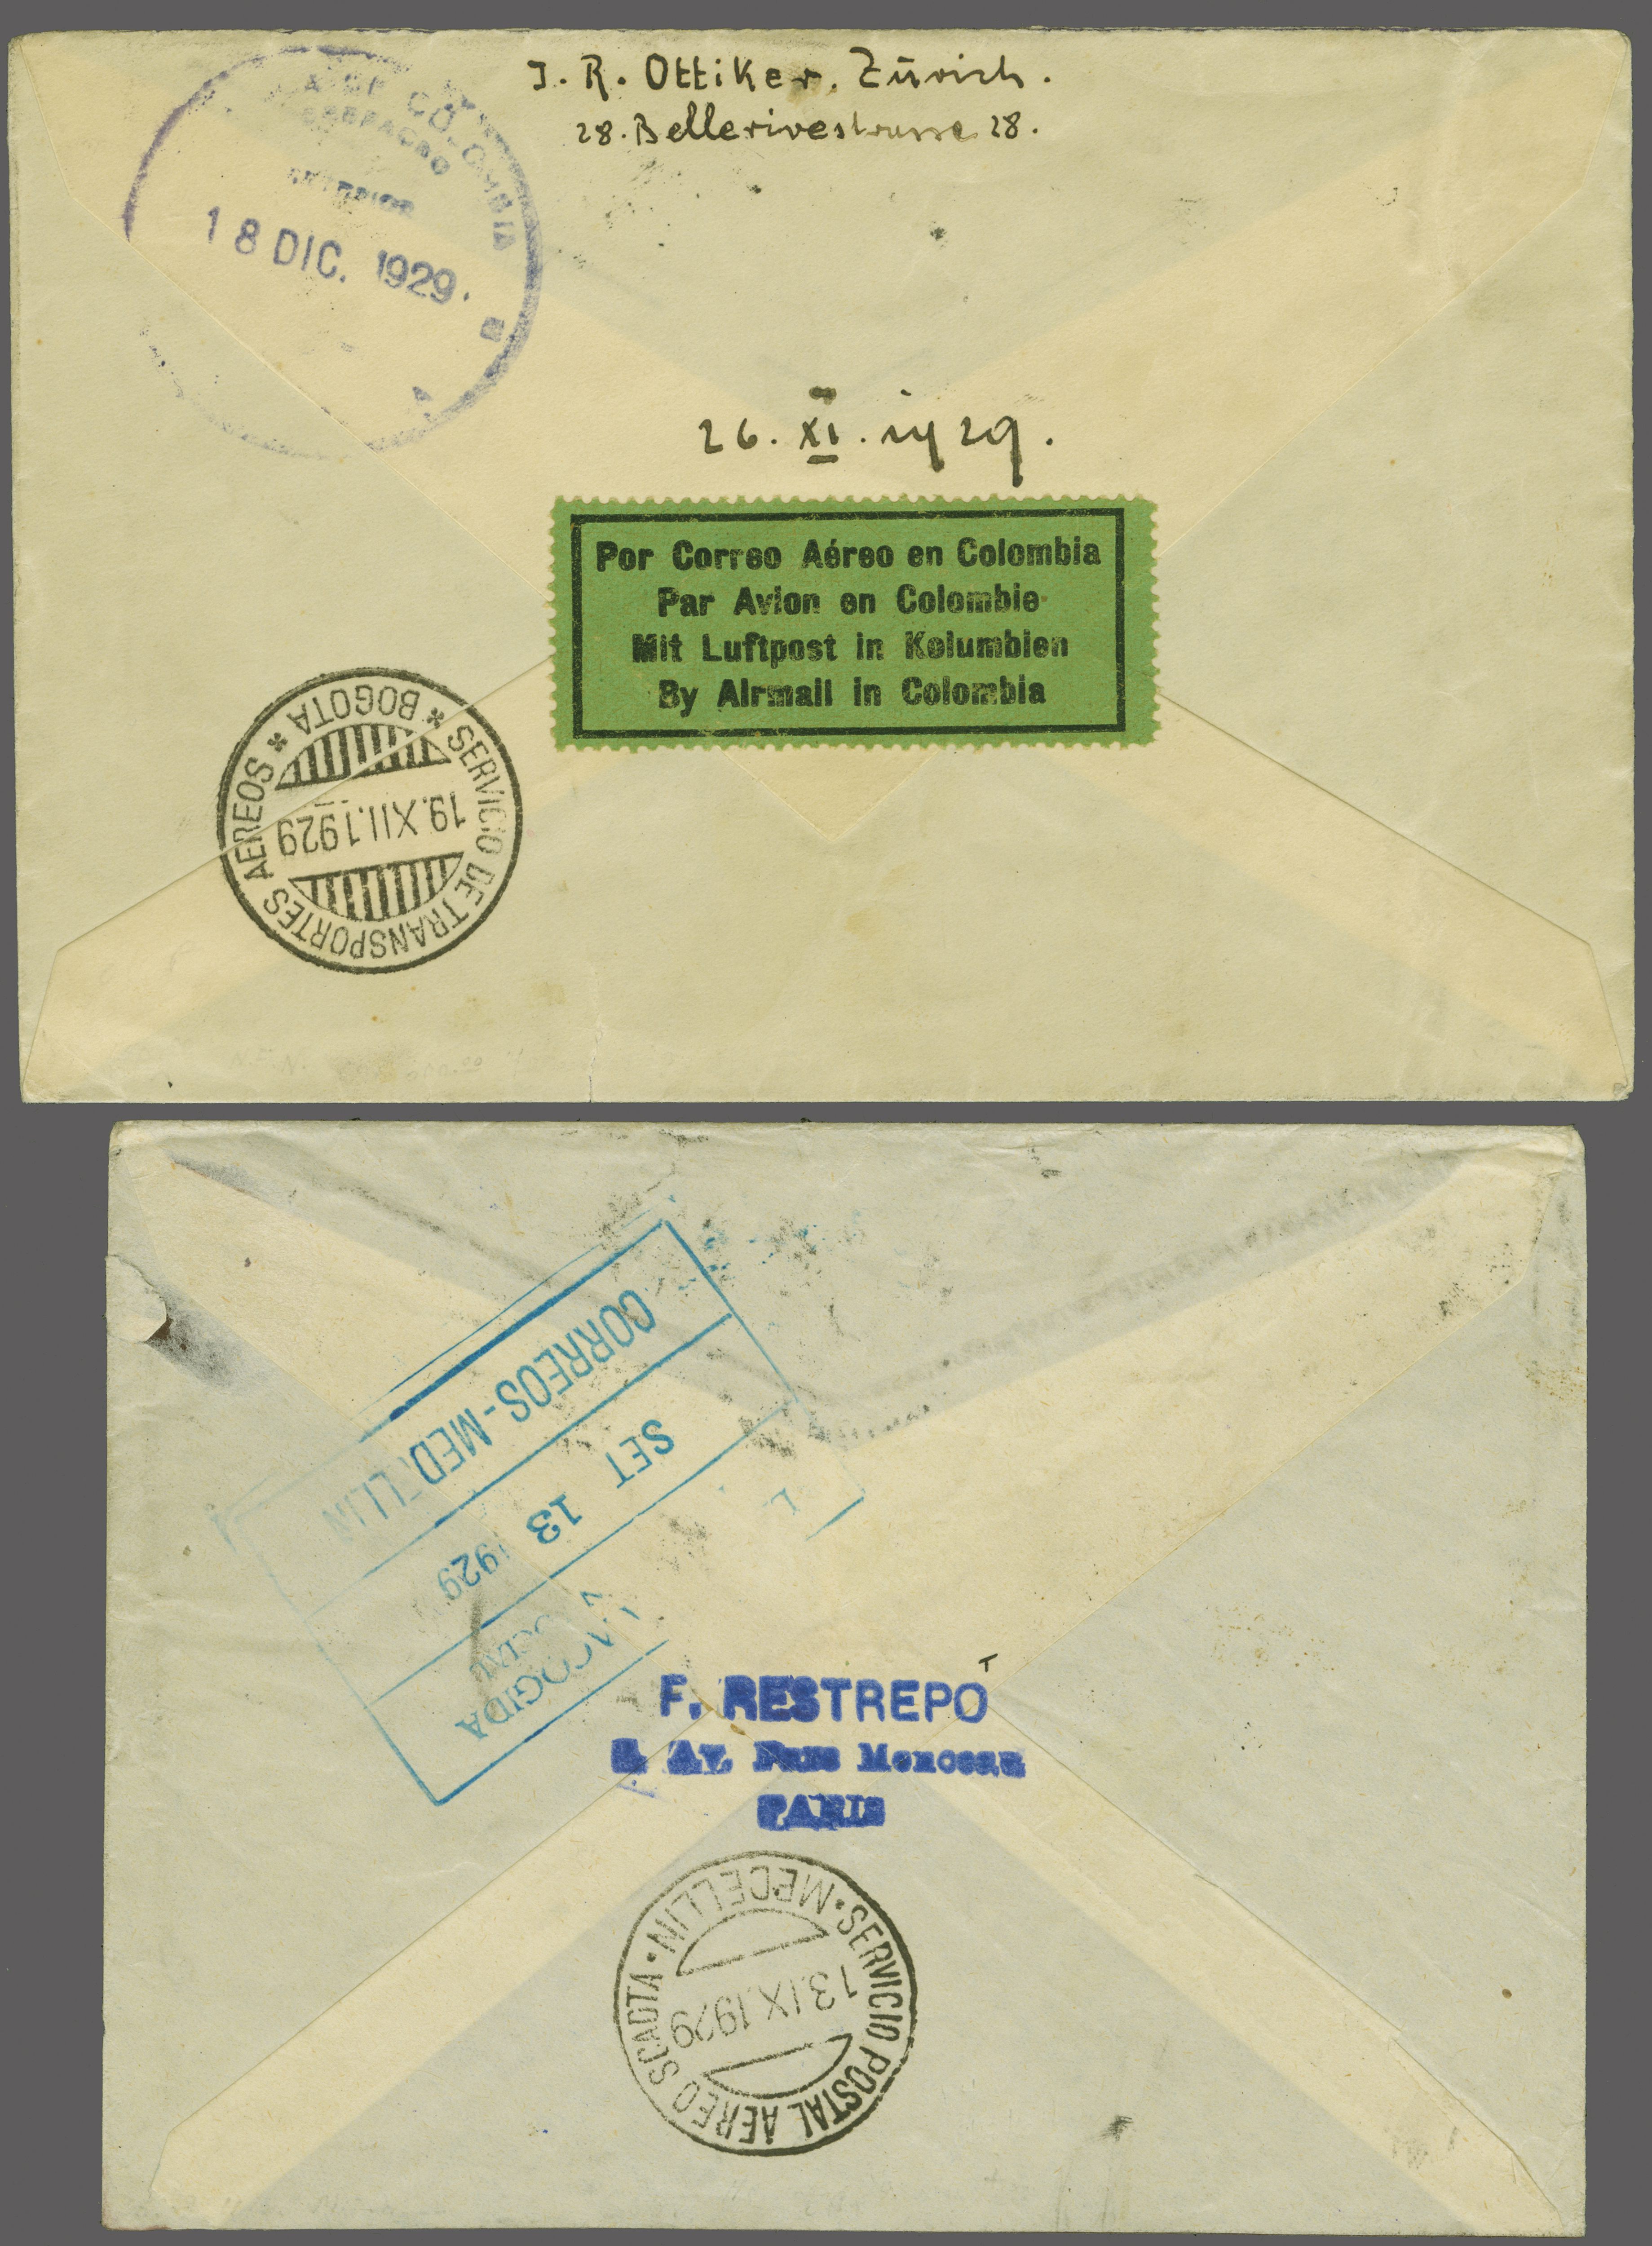 J. R. Ottiker, Zürich.
28. Bellerivestrasse 28.
COLOMBIA
EXTERIOR
18 DIC. 1929.
26. XI. 1929.
Por Correo Aéreo en Colombia
Par Avion en Colombie
Mit Luftpost in Kolumbien
By Airmail in Colombia
SERVICIO DE TRANSPORTES AEREOS * BOGOTA *
19.XII.1929
CORREOS-MEDELLIN
SET 13 1929
F. RESTREPO
PARIS
SERVICIO POSTAL AEREO SCADTA · MEDELLIN ·
13.IX.1929